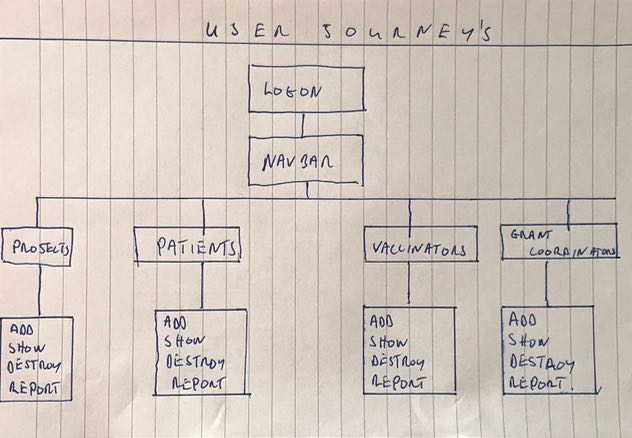 USER JOURNEY'S
LOGON
NAVBAR
PROJECTS
PATIENTS
VACCINATORS
GRANT
COORDINATORS
ADD
SHOW
DESTROY
REPORT
ADD
SHOW
DESTROY
REPORT
ADD
SHOW
DESTROY
REPORT
ADD
SHOW
DESTROY
REPORT.